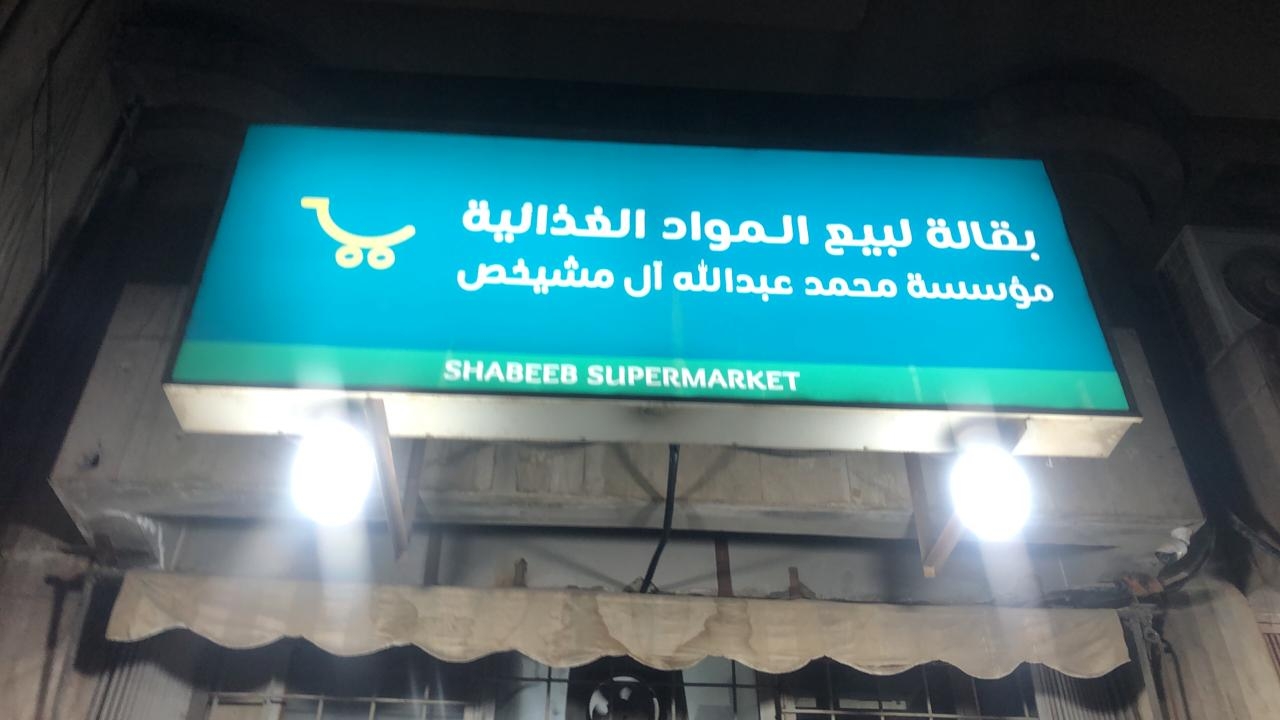 بقالة لبيع المواد الغذائية
مؤسسة محمد عبدالله آل مشيخص
SHABEEB SUPERMARKET